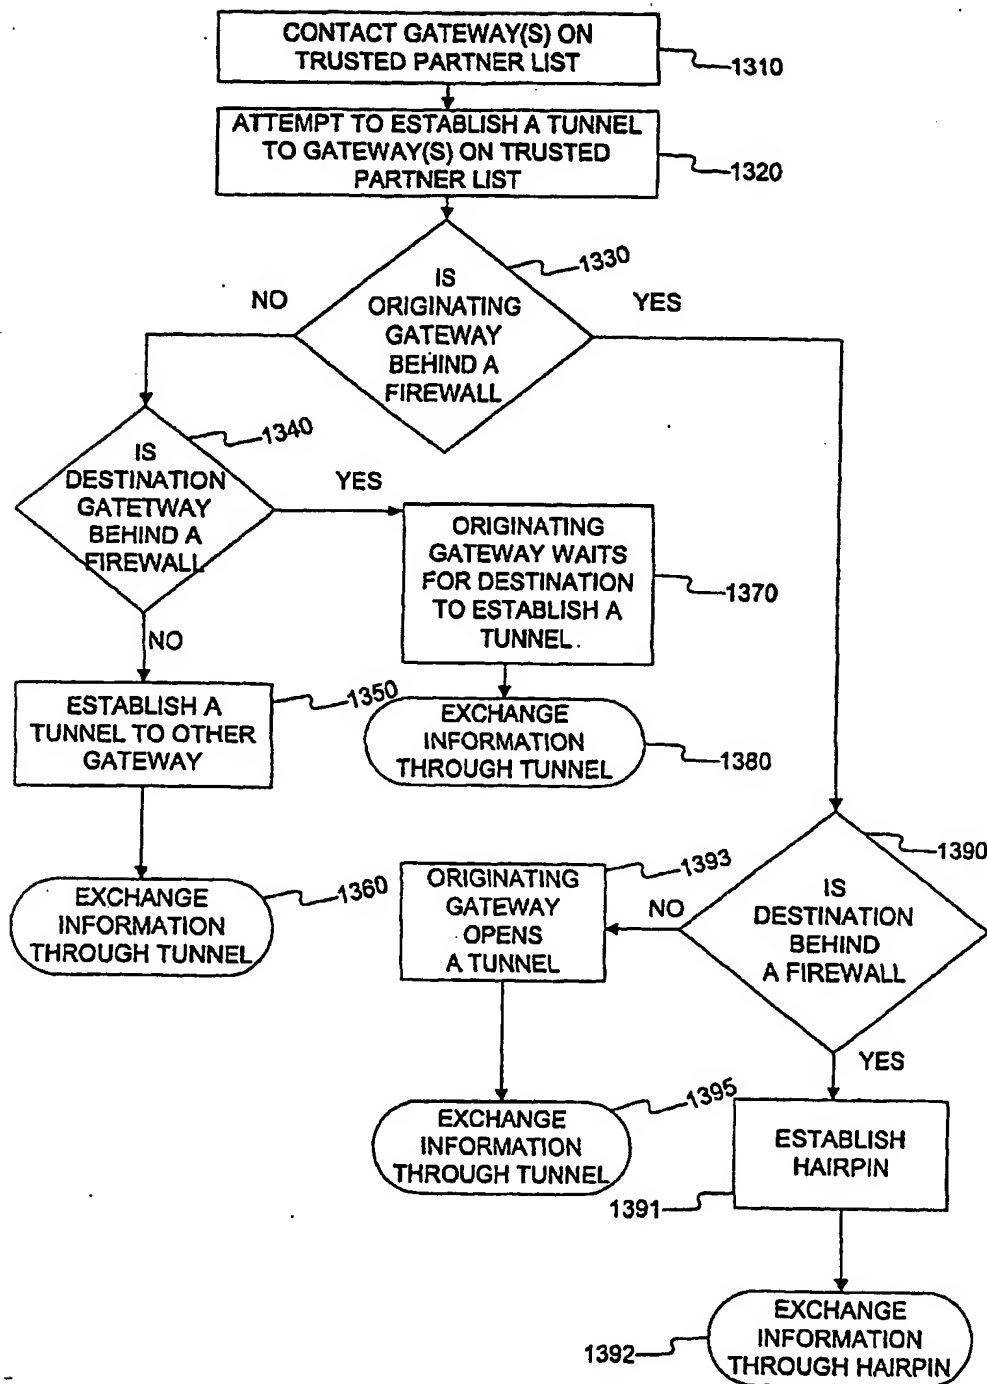 CONTACT GATEWAY(S) ON
TRUSTED PARTNER LIST
1310
ATTEMPT TO ESTABLISH A TUNNEL
TO GATEWAY(S) ON TRUSTED
PARTNER LIST
1320
IS
ORIGINATING
GATEWAY
BEHIND A
FIREWALL
1330
NO
YES
IS
DESTINATION
GATETWAY
BEHIND A
FIREWALL
1340
YES
NO
ORIGINATING
GATEWAY WAITS
FOR DESTINATION
TO ESTABLISH A
TUNNEL.
1370
ESTABLISH A
TUNNEL TO OTHER
GATEWAY
1350
EXCHANGE
INFORMATION
THROUGH TUNNEL
1380
EXCHANGE
INFORMATION
THROUGH TUNNEL
1360
ORIGINATING
GATEWAY
OPENS
A TUNNEL
1393
NO
IS
DESTINATION
BEHIND
A FIREWALL
1390
YES
EXCHANGE
INFORMATION
THROUGH TUNNEL
1395
ESTABLISH
HAIRPIN
1391
EXCHANGE
INFORMATION
THROUGH HAIRPIN
1392